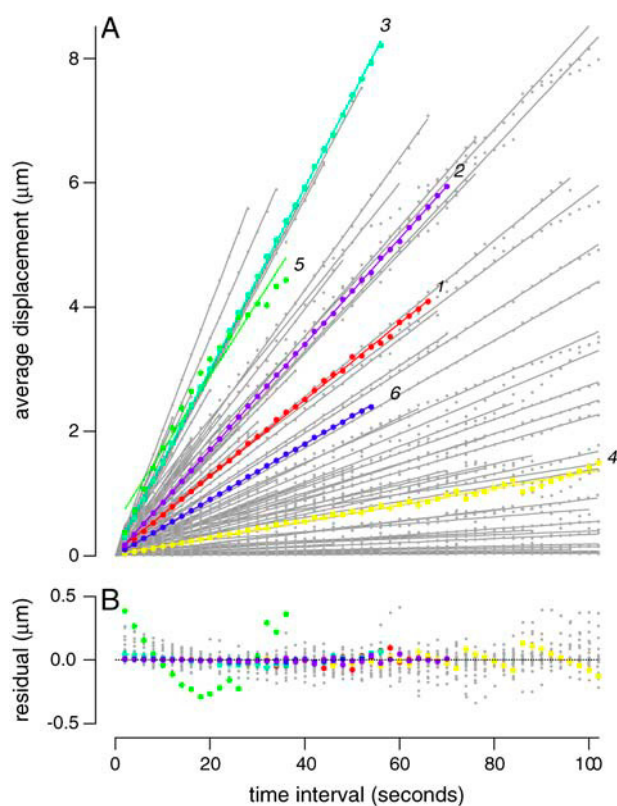 A
3
8
2
6
5
1
4
6
2
4
0
average displacement (μm)
B
0.5
0.0
-0.5
residual (μm)
0 20 40 60 80 100
time interval (seconds)